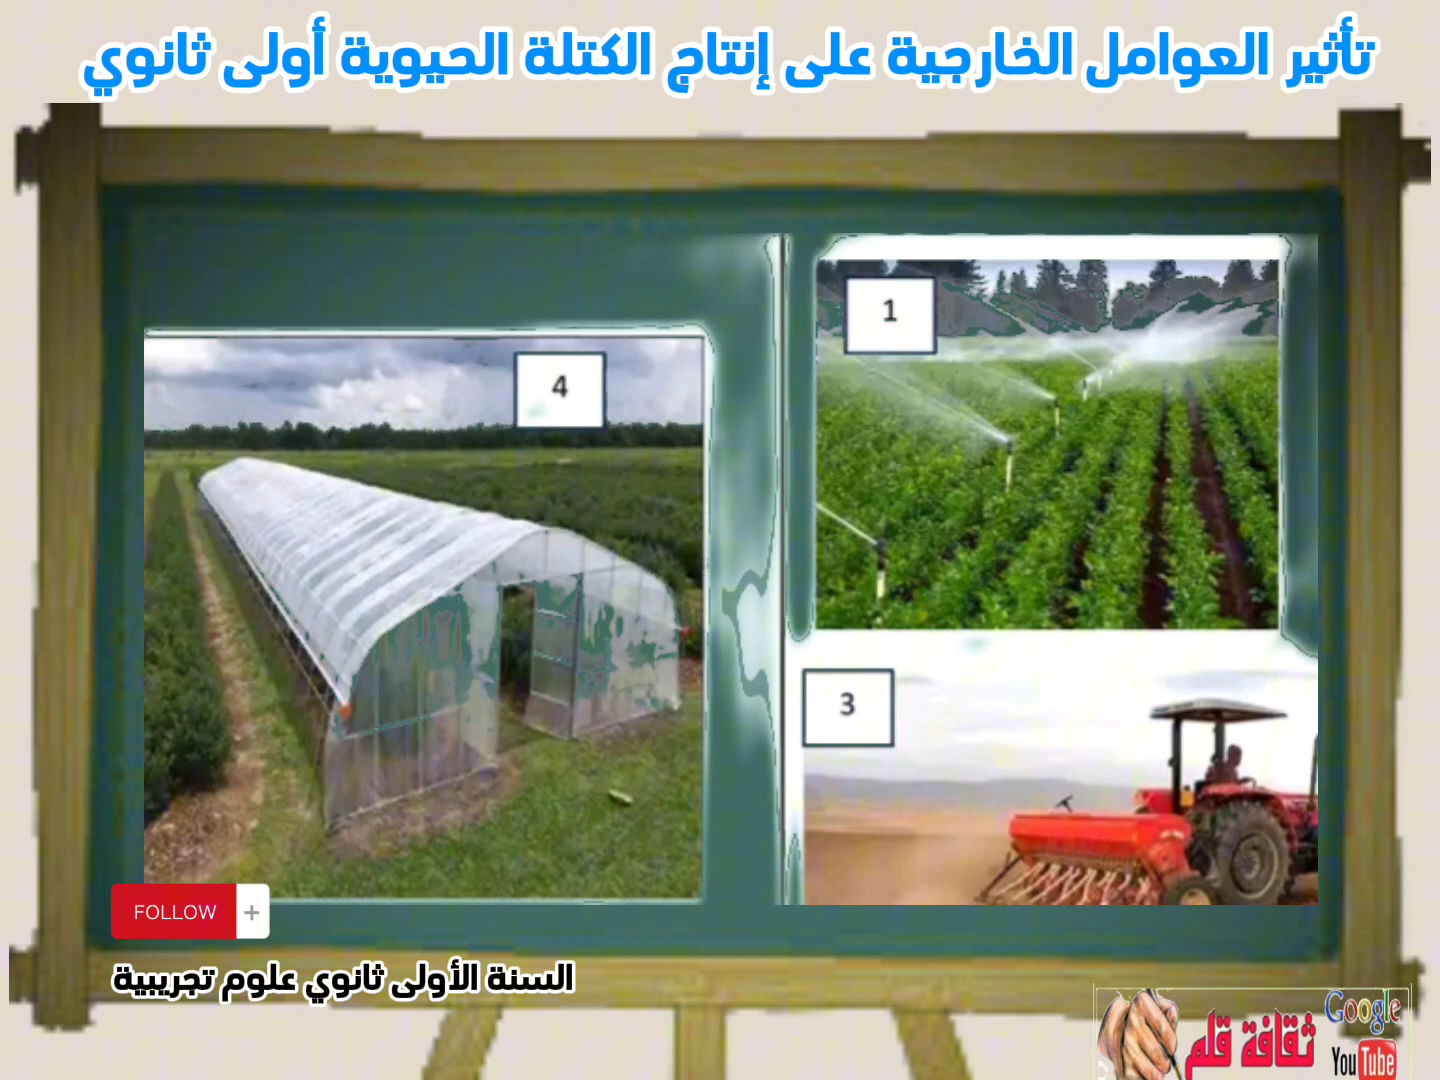 تأثير العوامل الخارجية على إنتاج الكتلة الحيوية أولى ثانوي
1
4
3
FOLLOW +
السنة الأولى ثانوي علوم تجريبية
Google
ثقافة قلم
YouTube